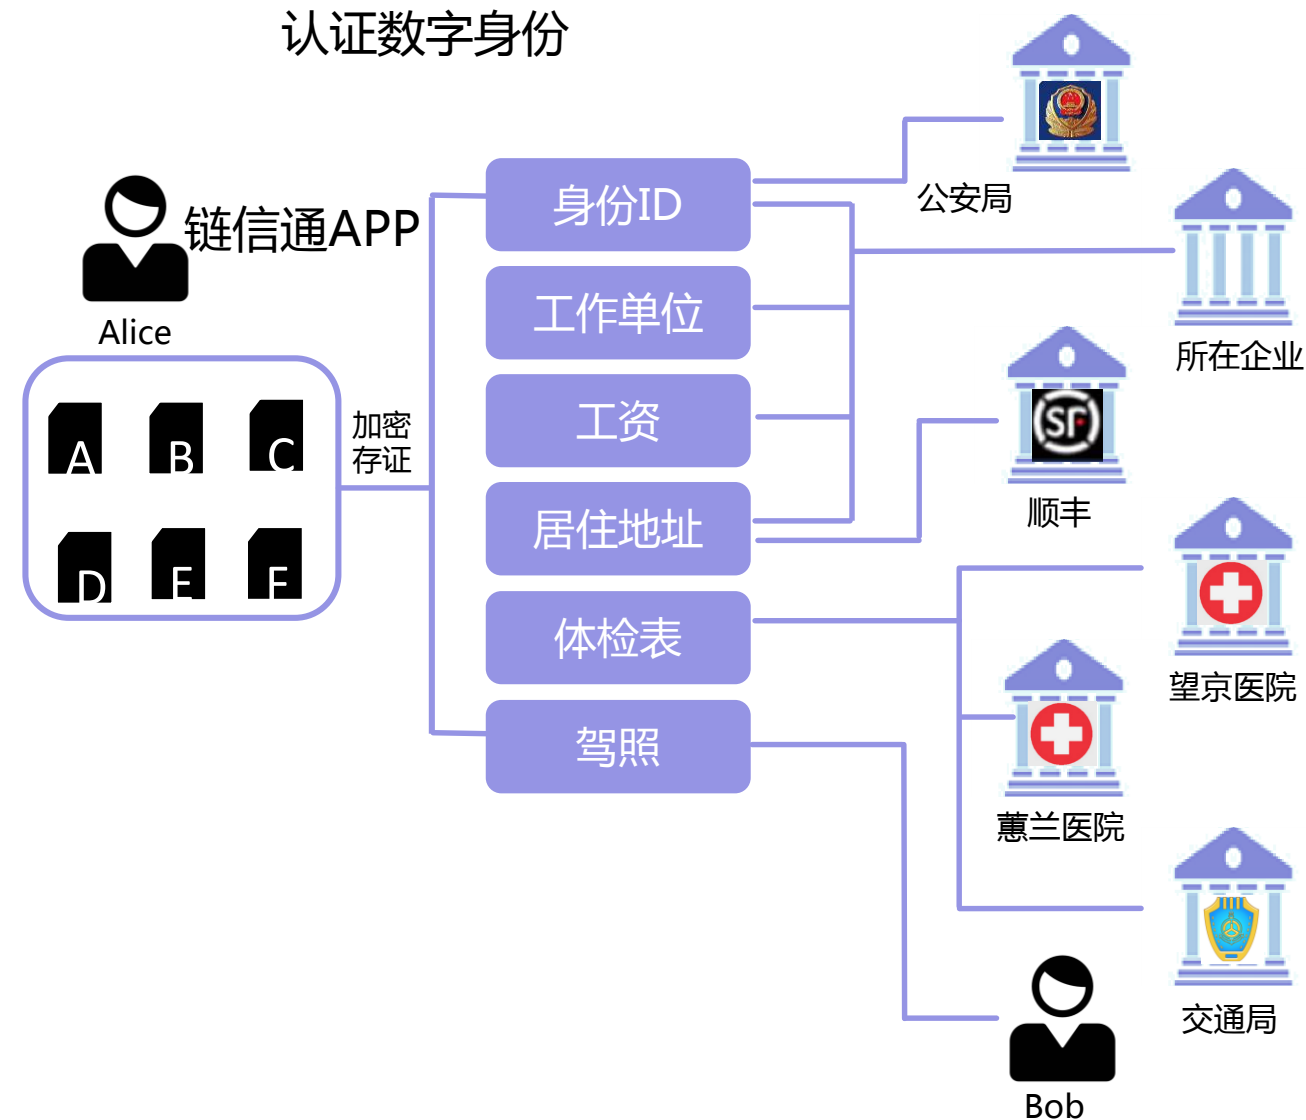 认证数字身份
链信通APP
Alice
A
B
C
D
E
F
加密
存证
身份ID
工作单位
工资
居住地址
体检表
驾照
公安局
所在企业
SF
顺丰
望京医院
蕙兰医院
交通局
Bob